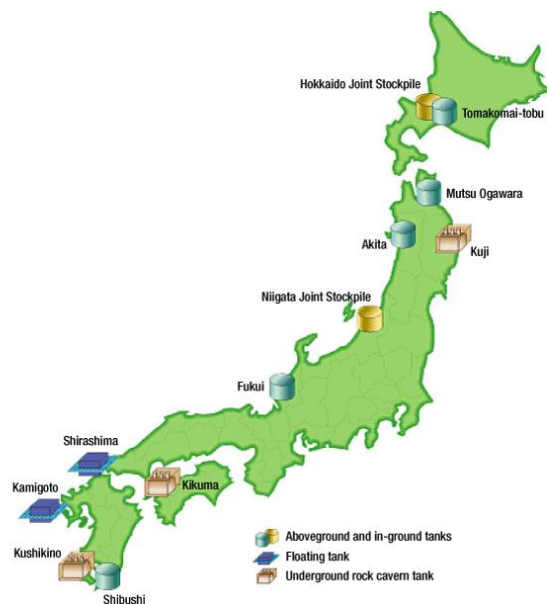 Hokkaido Joint Stockpile
Tomakomai-tobu
Mutsu Ogawara
Akita
Kuji
Niigata Joint Stockpile
Fukui
Shirashima
Kikuma
Kamigoto
Kushikino
Shibushi
Aboveground and in-ground tanks
Floating tank
Underground rock cavern tank